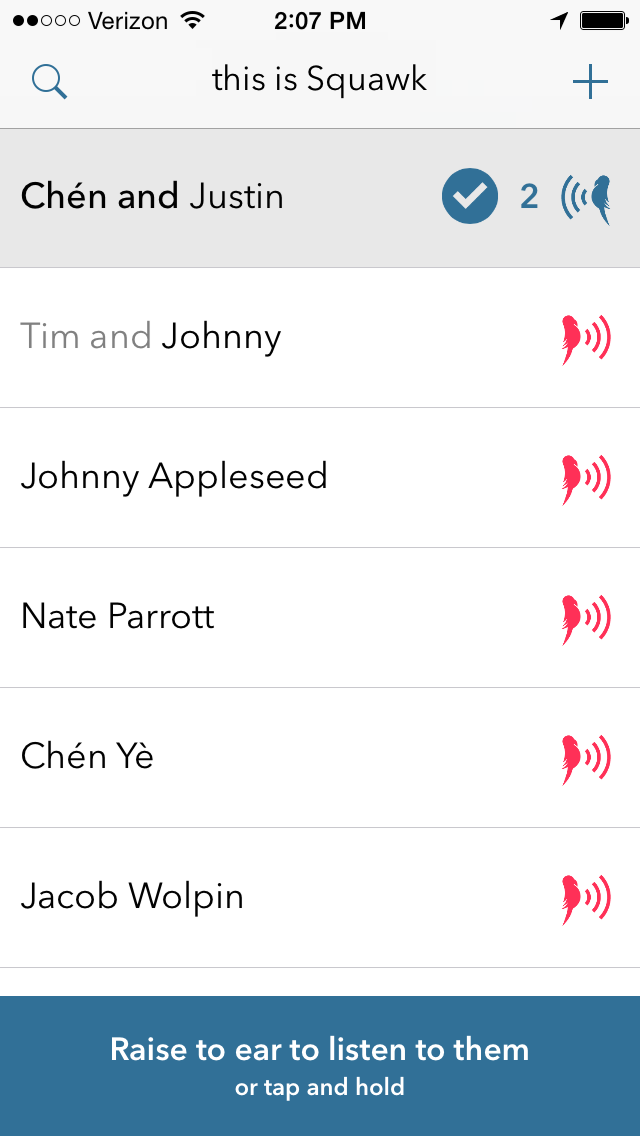 Verizon 2:07 PM
this is Squawk
Chén and Justin 2
Tim and Johnny
Johnny Appleseed
Nate Parrott
Chén Yè
Jacob Wolpin
Raise to ear to listen to them
or tap and hold